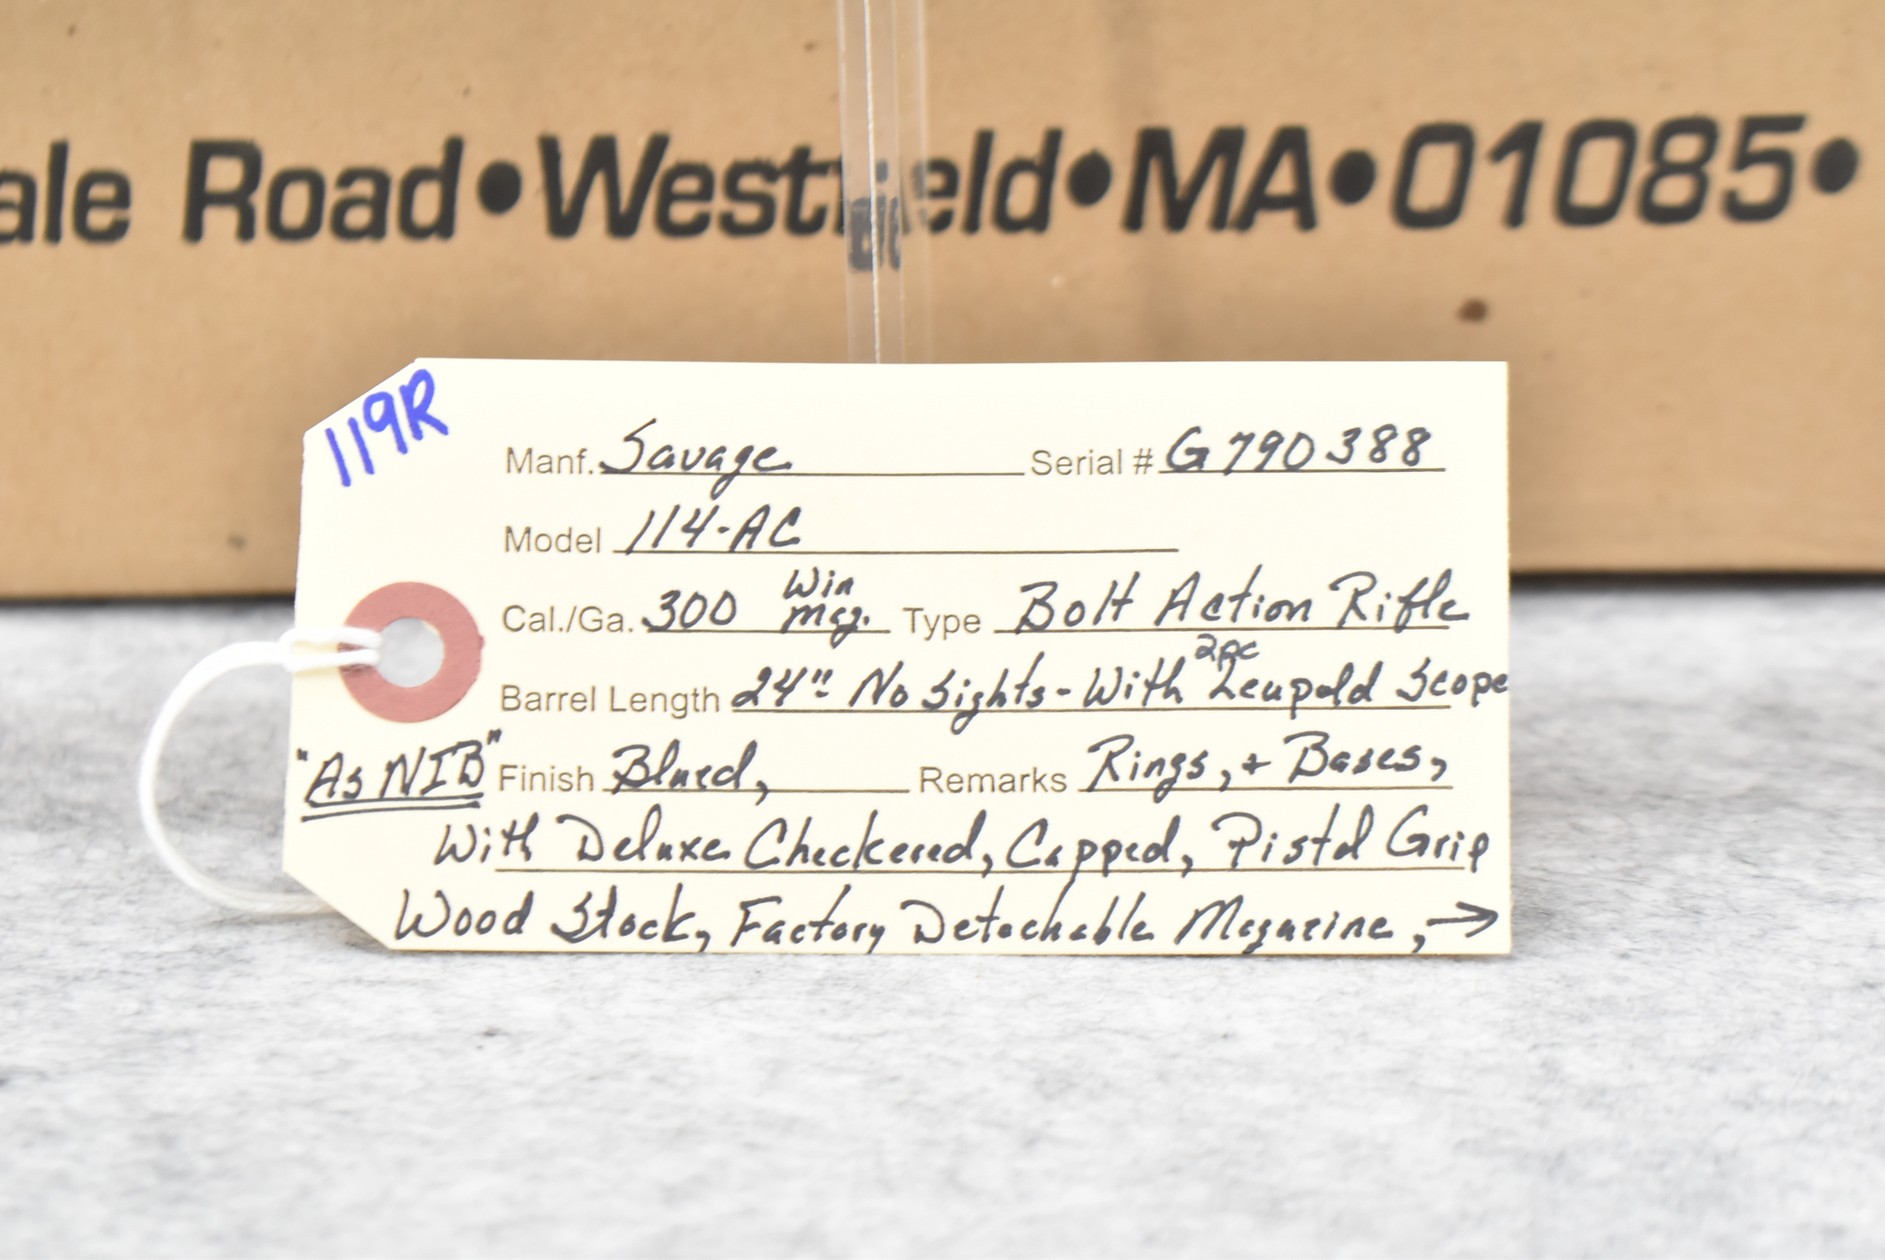 ale Road•Westfield•MA•01085•
119R
Manf. Savage Serial # G790388
Model 114-AC
Cal./Ga. 300 Win Mag. Type Bolt Action Rifle
Barrel Length 24" No Sights - With 2pc Leupold Scope
"As NIB" Finish Blued, Remarks Rings, + Bases,
With Deluxe Checkered, Capped, Pistol Grip
Wood Stock, Factory Detachable Magazine, →